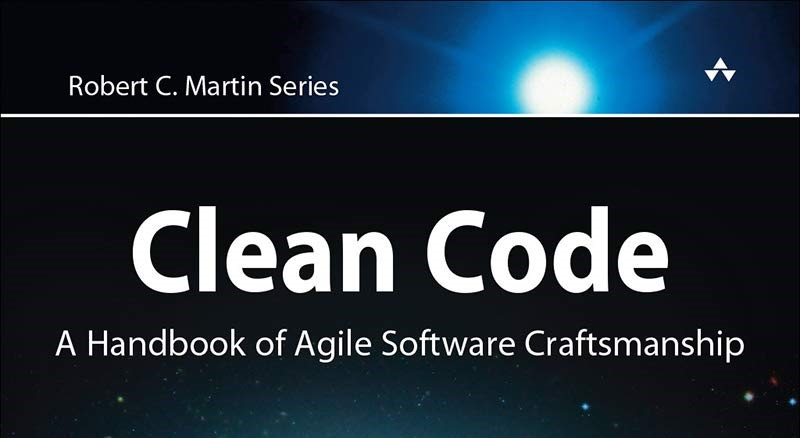 Robert C. Martin Series
Clean Code
A Handbook of Agile Software Craftsmanship